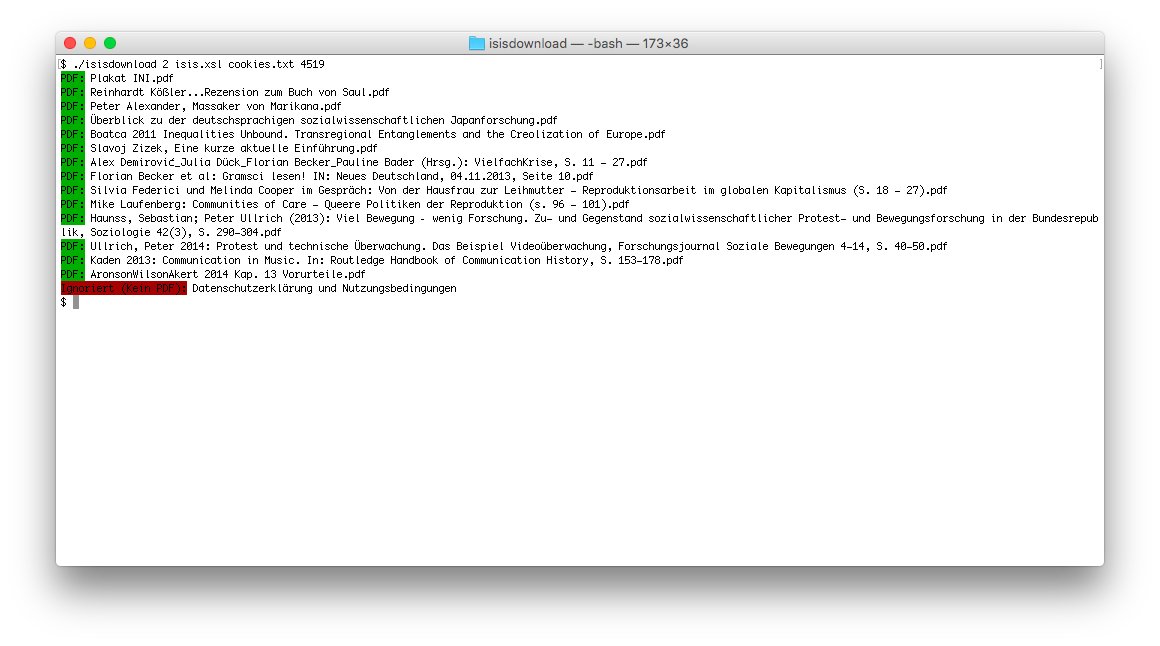 isisdownload — -bash — 173×36
[$ ./isisdownload 2 isis.xsl cookies.txt 4519 ]
PDF: Plakat INI.pdf
PDF: Reinhardt Kößler...Rezension zum Buch von Saul.pdf
PDF: Peter Alexander, Massaker von Marikana.pdf
PDF: Überblick zu der deutschsprachigen sozialwissenschaftlichen Japanforschung.pdf
PDF: Boatca 2011 Inequalities Unbound. Transregional Entanglements and the Creolization of Europe.pdf
PDF: Slavoj Zizek, Eine kurze aktuelle Einführung.pdf
PDF: Alex Demirović_Julia Dück_Florian Becker_Pauline Bader (Hrsg.): VielfachKrise, S. 11 – 27.pdf
PDF: Florian Becker et al: Gramsci lesen! IN: Neues Deutschland, 04.11.2013, Seite 10.pdf
PDF: Silvia Federici und Melinda Cooper im Gespräch: Von der Hausfrau zur Leihmutter – Reproduktionsarbeit im globalen Kapitalismus (S. 18 – 27).pdf
PDF: Mike Laufenberg: Communities of Care – Queere Politiken der Reproduktion (s. 96 – 101).pdf
PDF: Haunss, Sebastian; Peter Ullrich (2013): Viel Bewegung - wenig Forschung. Zu– und Gegenstand sozialwissenschaftlicher Protest– und Bewegungsforschung in der Bundesrepub
lik, Soziologie 42(3), S. 290–304.pdf
PDF: Ullrich, Peter 2014: Protest und technische Überwachung. Das Beispiel Videoüberwachung, Forschungsjournal Soziale Bewegungen 4–14, S. 40–50.pdf
PDF: Kaden 2013: Communication in Music. In: Routledge Handbook of Communication History, S. 153–178.pdf
PDF: AronsonWilsonAkert 2014 Kap. 13 Vorurteile.pdf
Ignoriert (kein PDF): Datenschutzerklärung und Nutzungsbedingungen
$